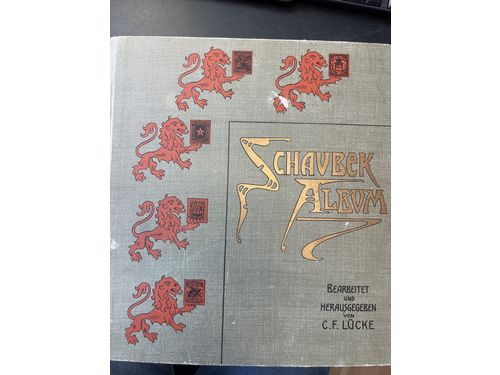 SCHAUBEK
ALBUM
BEARBEITET
UND
HERAUSGEGEBEN
VON
C.F. LÜCKE